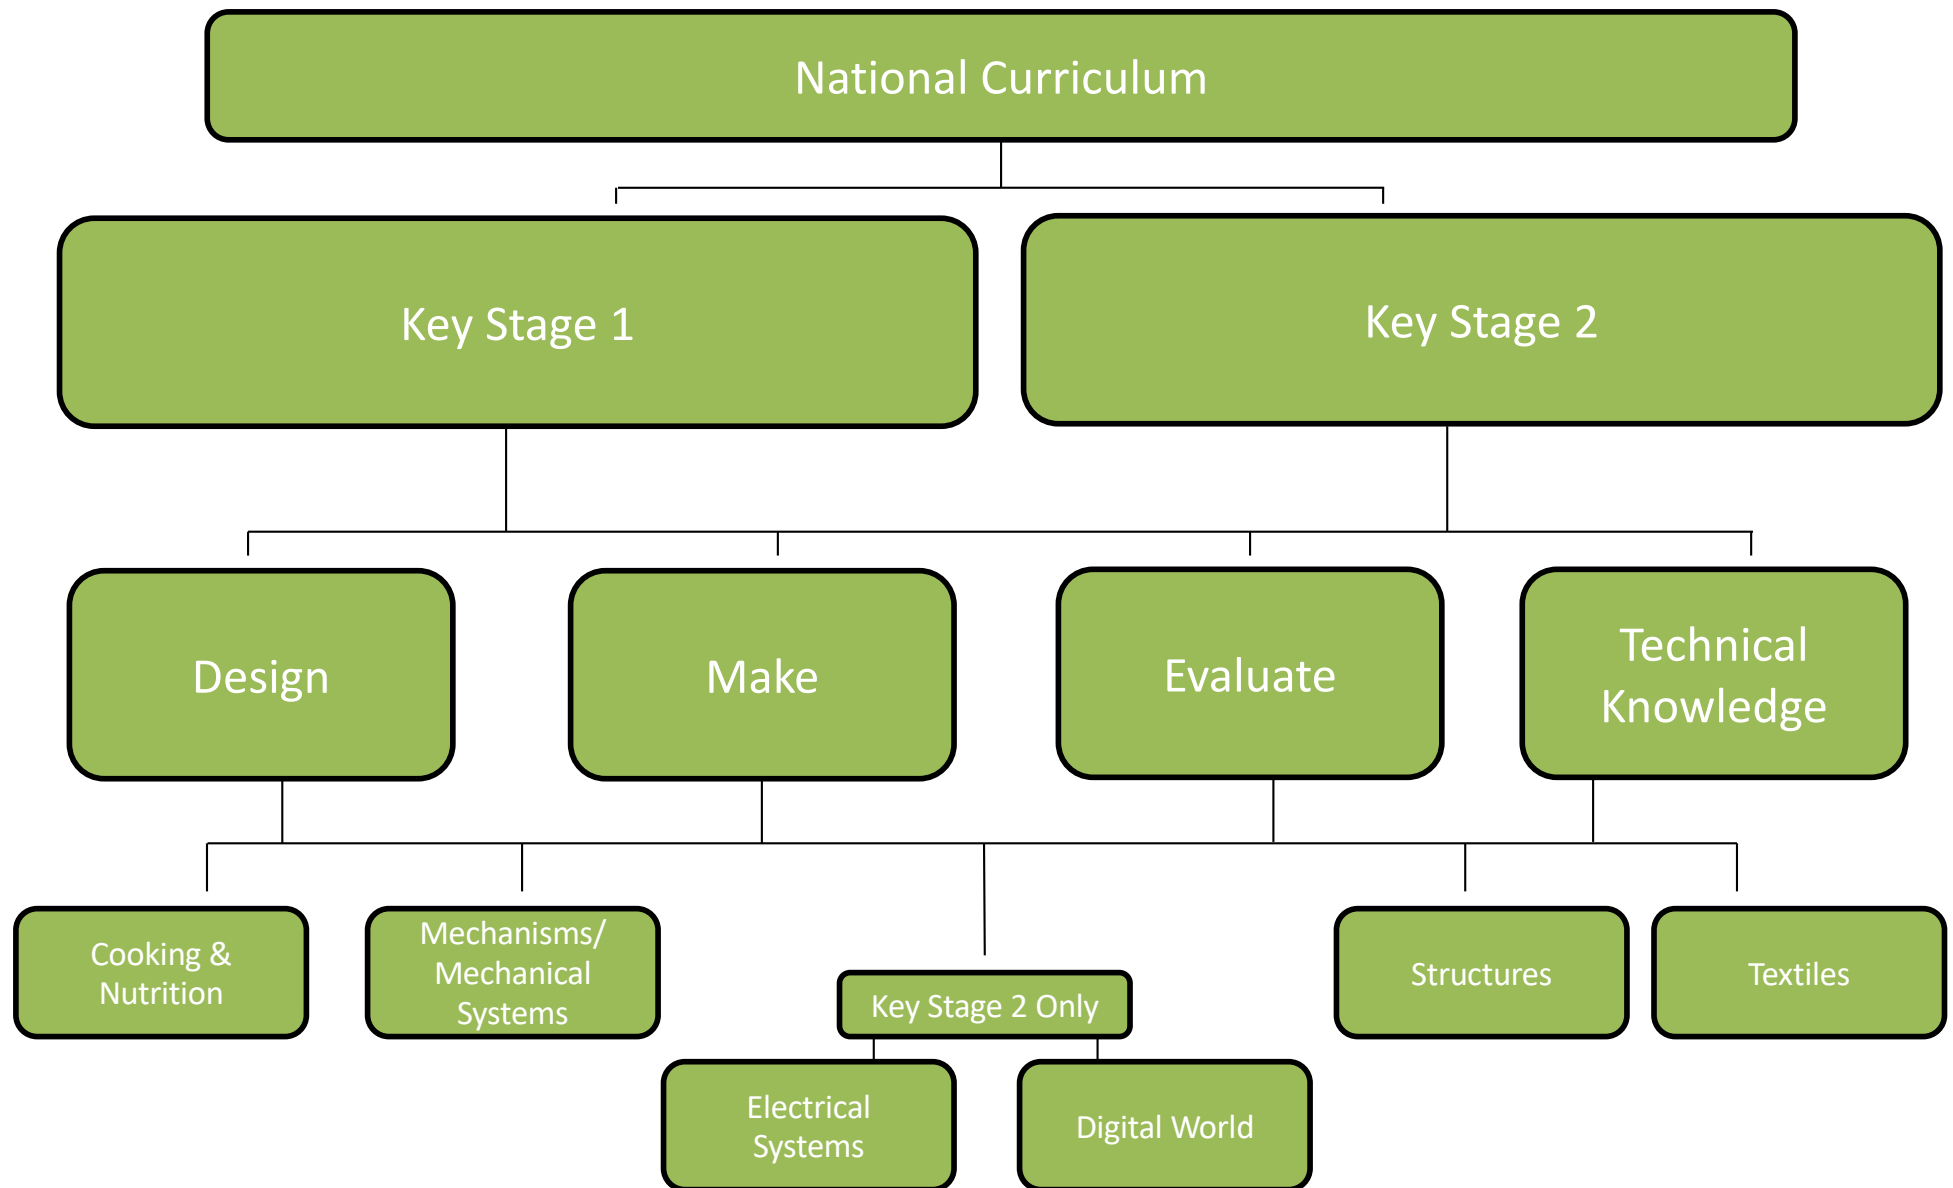 National Curriculum
Key Stage 1
Key Stage 2
Design
Make
Evaluate
Technical
Knowledge
Cooking &
Nutrition
Mechanisms/
Mechanical
Systems
Key Stage 2 Only
Structures
Textiles
Electrical
Systems
Digital World